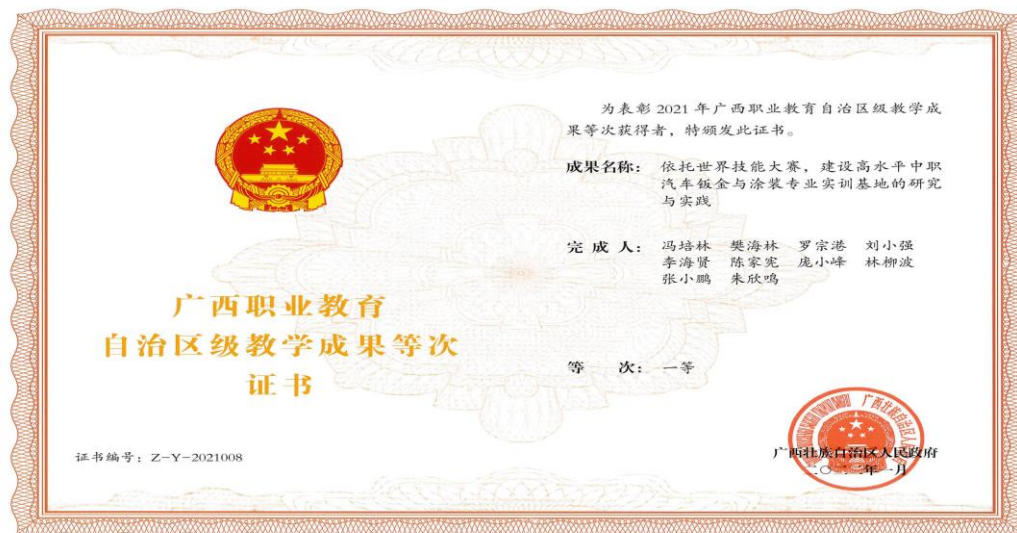 广西职业教育
自治区级教学成果等次
证书
证书编号：Z-Y-2021008
为表彰 2021 年广西职业教育自治区级教学成
果等次获得者，特颁发此证书。
成果名称： 依托世界技能大赛，建设高水平中职
汽车钣金与涂装专业实训基地的研究
与实践
完 成 人： 冯培林 樊海林 罗宗港 刘小强
李海贤 陈家宪 庞小峰 林柳波
张小鹏 朱欣鸣
等 次： 一等
广西壮族自治区人民政府
年一月